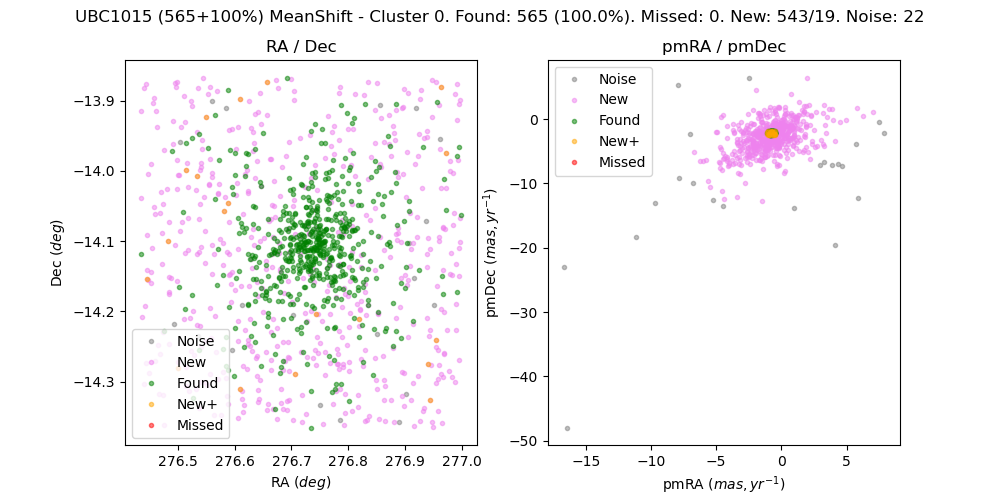 UBC1015 (565+100%) MeanShift - Cluster 0. Found: 565 (100.0%). Missed: 0. New: 543/19. Noise: 22
RA / Dec
−13.9
−14.0
−14.1
−14.2
−14.3
Dec (deg)
Noise
New
Found
New+
Missed
276.5 276.6 276.7 276.8 276.9 277.0
RA (deg)
pmRA / pmDec
0
−10
−20
−30
−40
−50
pmDec (mas, yr⁻¹)
Noise
New
Found
New+
Missed
−15 −10 −5 0 5
pmRA (mas, yr⁻¹)